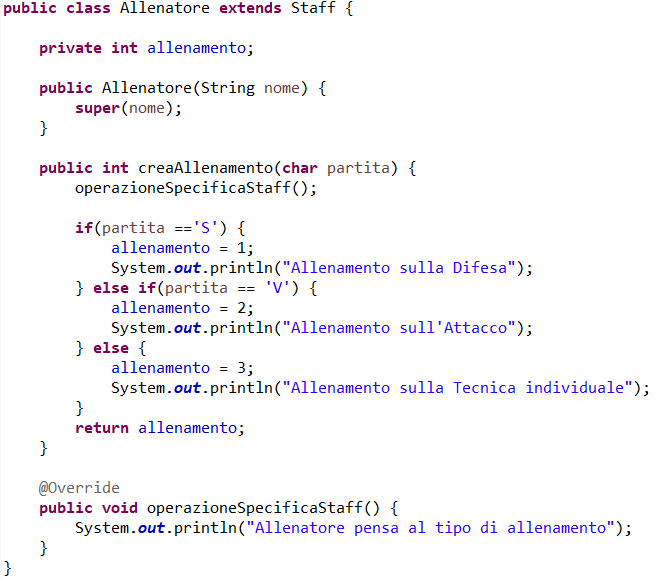 public class Allenatore extends Staff {
private int allenamento;
public Allenatore(String nome) {
super(nome);
}
public int creaAllenamento(char partita) {
operazioneSpecificaStaff();
if(partita =='S') {
allenamento = 1;
System.out.println("Allenamento sulla Difesa");
} else if(partita == 'V') {
allenamento = 2;
System.out.println("Allenamento sull'Attacco");
} else {
allenamento = 3;
System.out.println("Allenamento sulla Tecnica individuale");
}
return allenamento;
}
@Override
public void operazioneSpecificaStaff() {
System.out.println("Allenatore pensa al tipo di allenamento");
}
}